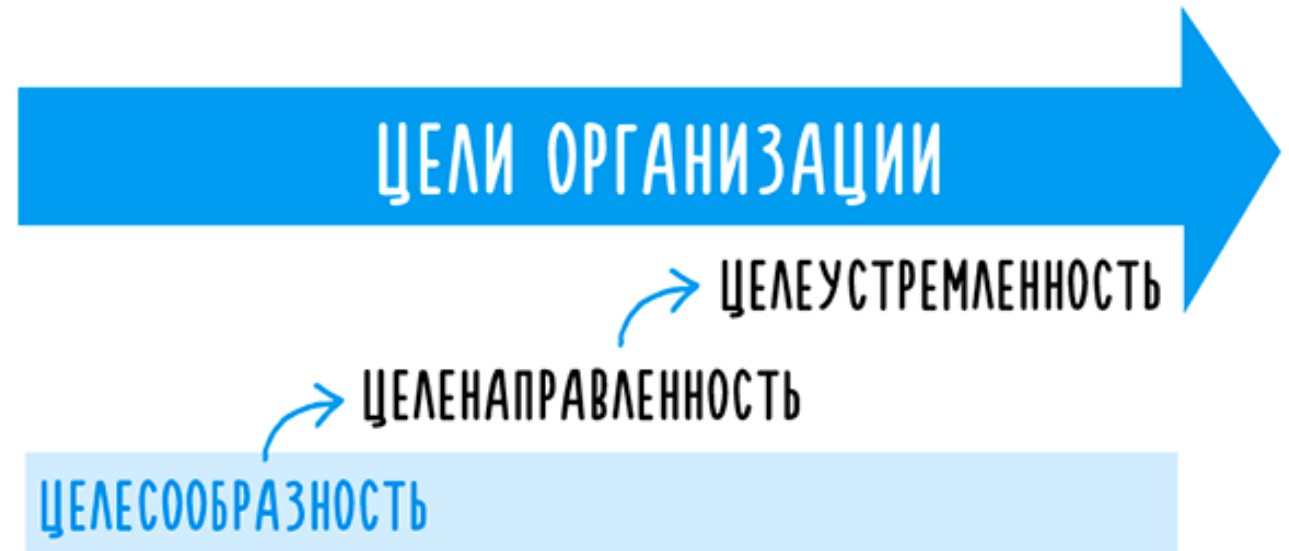 ЦЕЛИ ОРГАНИЗАЦИИ
ЦЕЛЕУСТРЕМЛЕННОСТЬ
ЦЕЛЕНАПРАВЛЕННОСТЬ
ЦЕЛЕСООБРАЗНОСТЬ